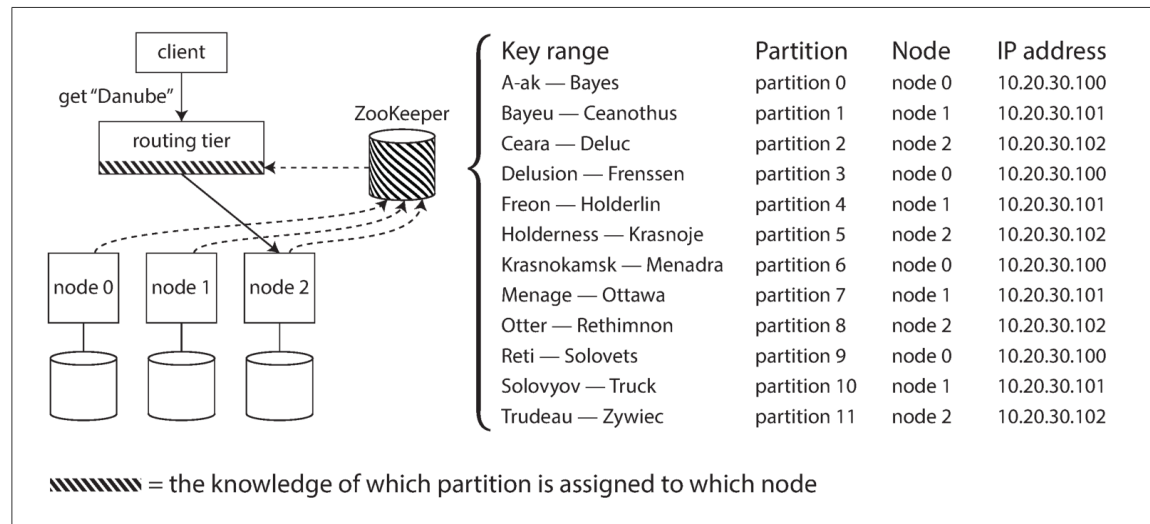 client
get “Danube”
routing tier
ZooKeeper
node 0 node 1 node 2
Key range Partition Node IP address
A-ak — Bayes partition 0 node 0 10.20.30.100
Bayeu — Ceanothus partition 1 node 1 10.20.30.101
Ceara — Deluc partition 2 node 2 10.20.30.102
Delusion — Frenssen partition 3 node 0 10.20.30.100
Freon — Holderlin partition 4 node 1 10.20.30.101
Holderness — Krasnoje partition 5 node 2 10.20.30.102
Krasnokamsk — Menadra partition 6 node 0 10.20.30.100
Menage — Ottawa partition 7 node 1 10.20.30.101
Otter — Rethimnon partition 8 node 2 10.20.30.102
Reti — Solovets partition 9 node 0 10.20.30.100
Solovyov — Truck partition 10 node 1 10.20.30.101
Trudeau — Zywiec partition 11 node 2 10.20.30.102
= the knowledge of which partition is assigned to which node